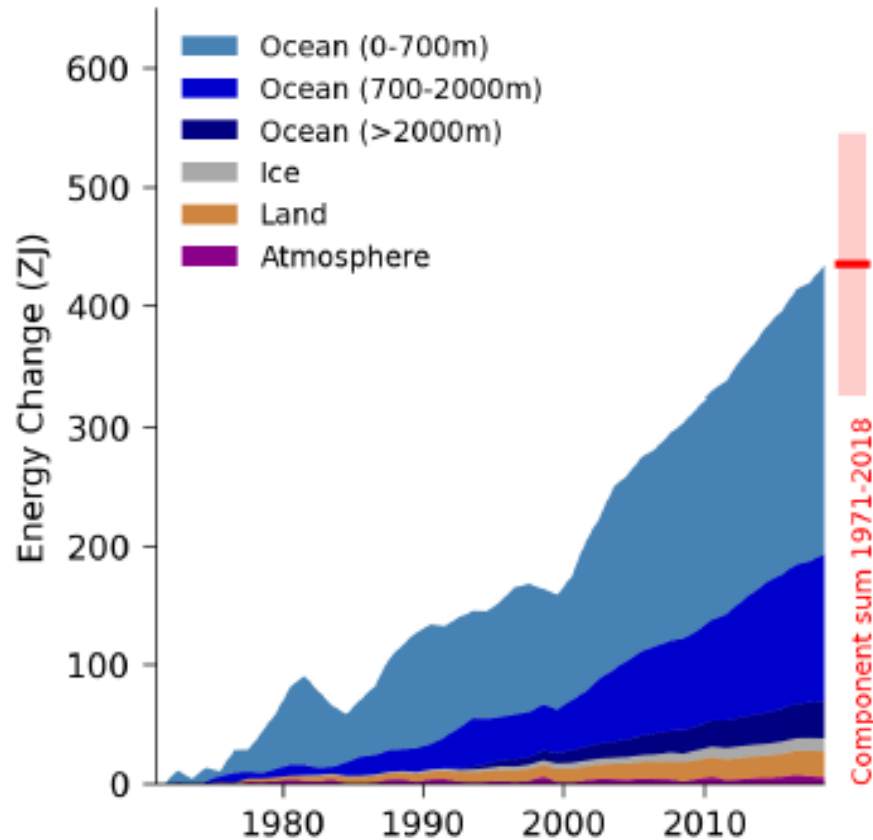 600
500
400
300
200
100
0
Energy Change (ZJ)
Ocean (0-700m)
Ocean (700-2000m)
Ocean (>2000m)
Ice
Land
Atmosphere
Component sum 1971-2018
1980 1990 2000 2010